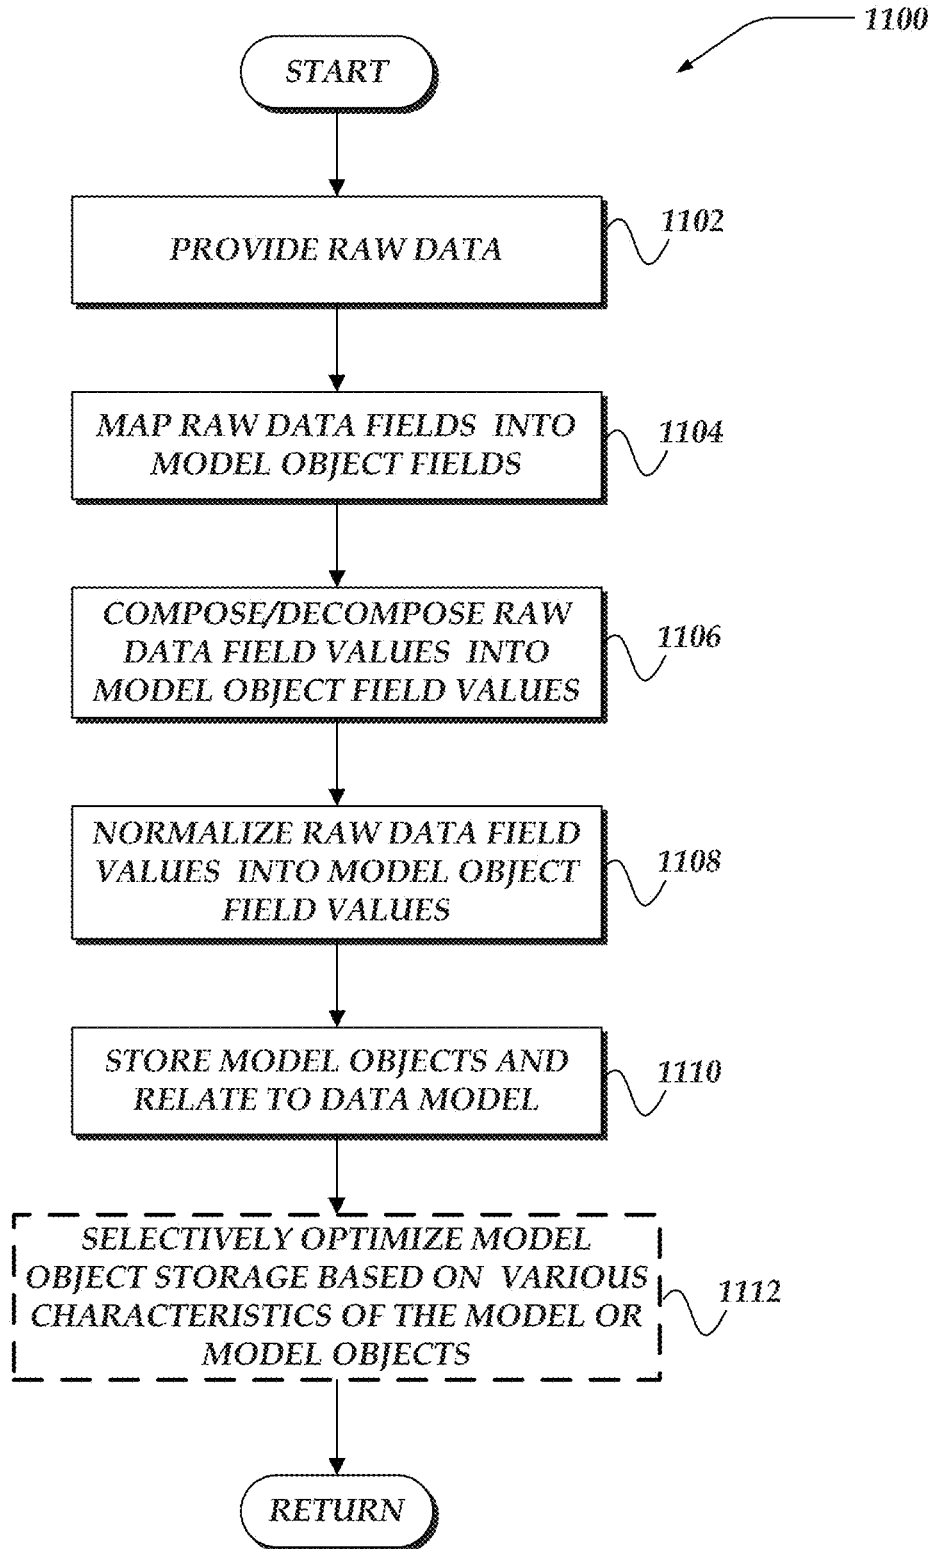 1100
START
PROVIDE RAW DATA
1102
MAP RAW DATA FIELDS INTO
MODEL OBJECT FIELDS
1104
COMPOSE/DECOMPOSE RAW
DATA FIELD VALUES INTO
MODEL OBJECT FIELD VALUES
1106
NORMALIZE RAW DATA FIELD
VALUES INTO MODEL OBJECT
FIELD VALUES
1108
STORE MODEL OBJECTS AND
RELATE TO DATA MODEL
1110
SELECTIVELY OPTIMIZE MODEL
OBJECT STORAGE BASED ON VARIOUS
CHARACTERISTICS OF THE MODEL OR
MODEL OBJECTS
1112
RETURN